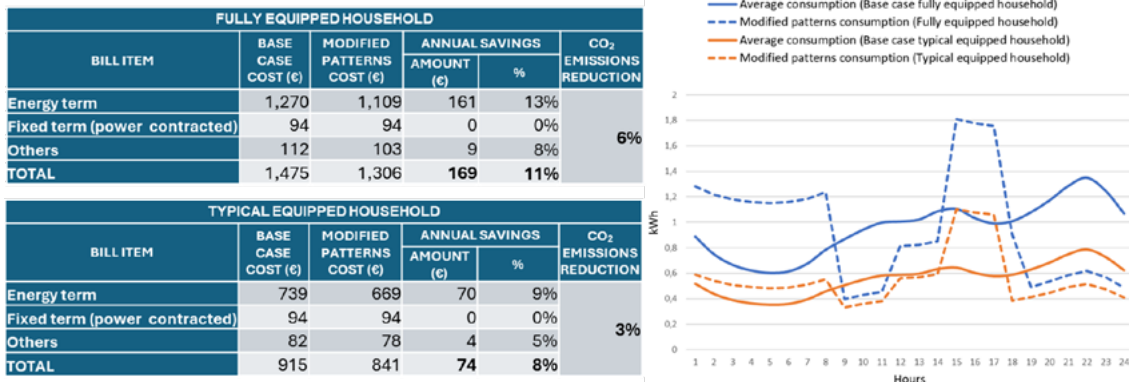 FULLY EQUIPPED HOUSEHOLD
BILL ITEM BASE CASE COST (€) MODIFIED PATTERNS COST (€) ANNUAL SAVINGS AMOUNT (€) % CO₂ EMISSIONS REDUCTION
Energy term 1,270 1,109 161 13%
Fixed term (power contracted) 94 94 0 0%
6%
Others 112 103 9 8%
TOTAL 1,475 1,306 169 11%
TYPICAL EQUIPPED HOUSEHOLD
BILL ITEM BASE CASE COST (€) MODIFIED PATTERNS COST (€) ANNUAL SAVINGS AMOUNT (€) % CO₂ EMISSIONS REDUCTION
Energy term 739 669 70 9%
Fixed term (power contracted) 94 94 0 0%
3%
Others 82 78 4 5%
TOTAL 915 841 74 8%
Average consumption (Base case fully equipped household)
Modified patterns consumption (Fully equipped household)
Average consumption (Base case typical equipped household)
Modified patterns consumption (Typical equipped household)
2
1,8
1,6
1,4
1,2
1
0,8
0,6
0,4
0,2
0
kWh
1 2 3 4 5 6 7 8 9 10 11 12 13 14 15 16 17 18 19 20 21 22 23 24
Hours